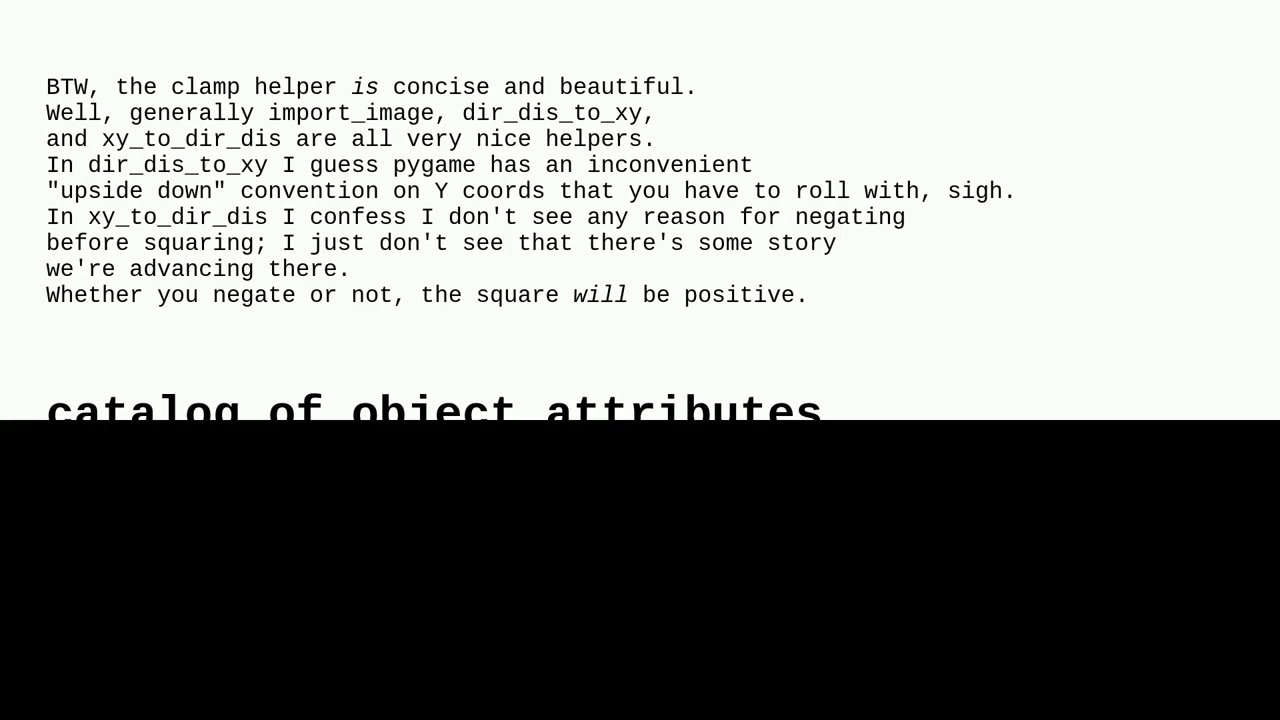 BTW, the clamp helper is concise and beautiful.
Well, generally import_image, dir_dis_to_xy,
and xy_to_dir_dis are all very nice helpers.
In dir_dis_to_xy I guess pygame has an inconvenient
"upside down" convention on Y coords that you have to roll with, sigh.
In xy_to_dir_dis I confess I don't see any reason for negating
before squaring; I just don't see that there's some story
we're advancing there.
Whether you negate or not, the square will be positive.
catalog of object attributes